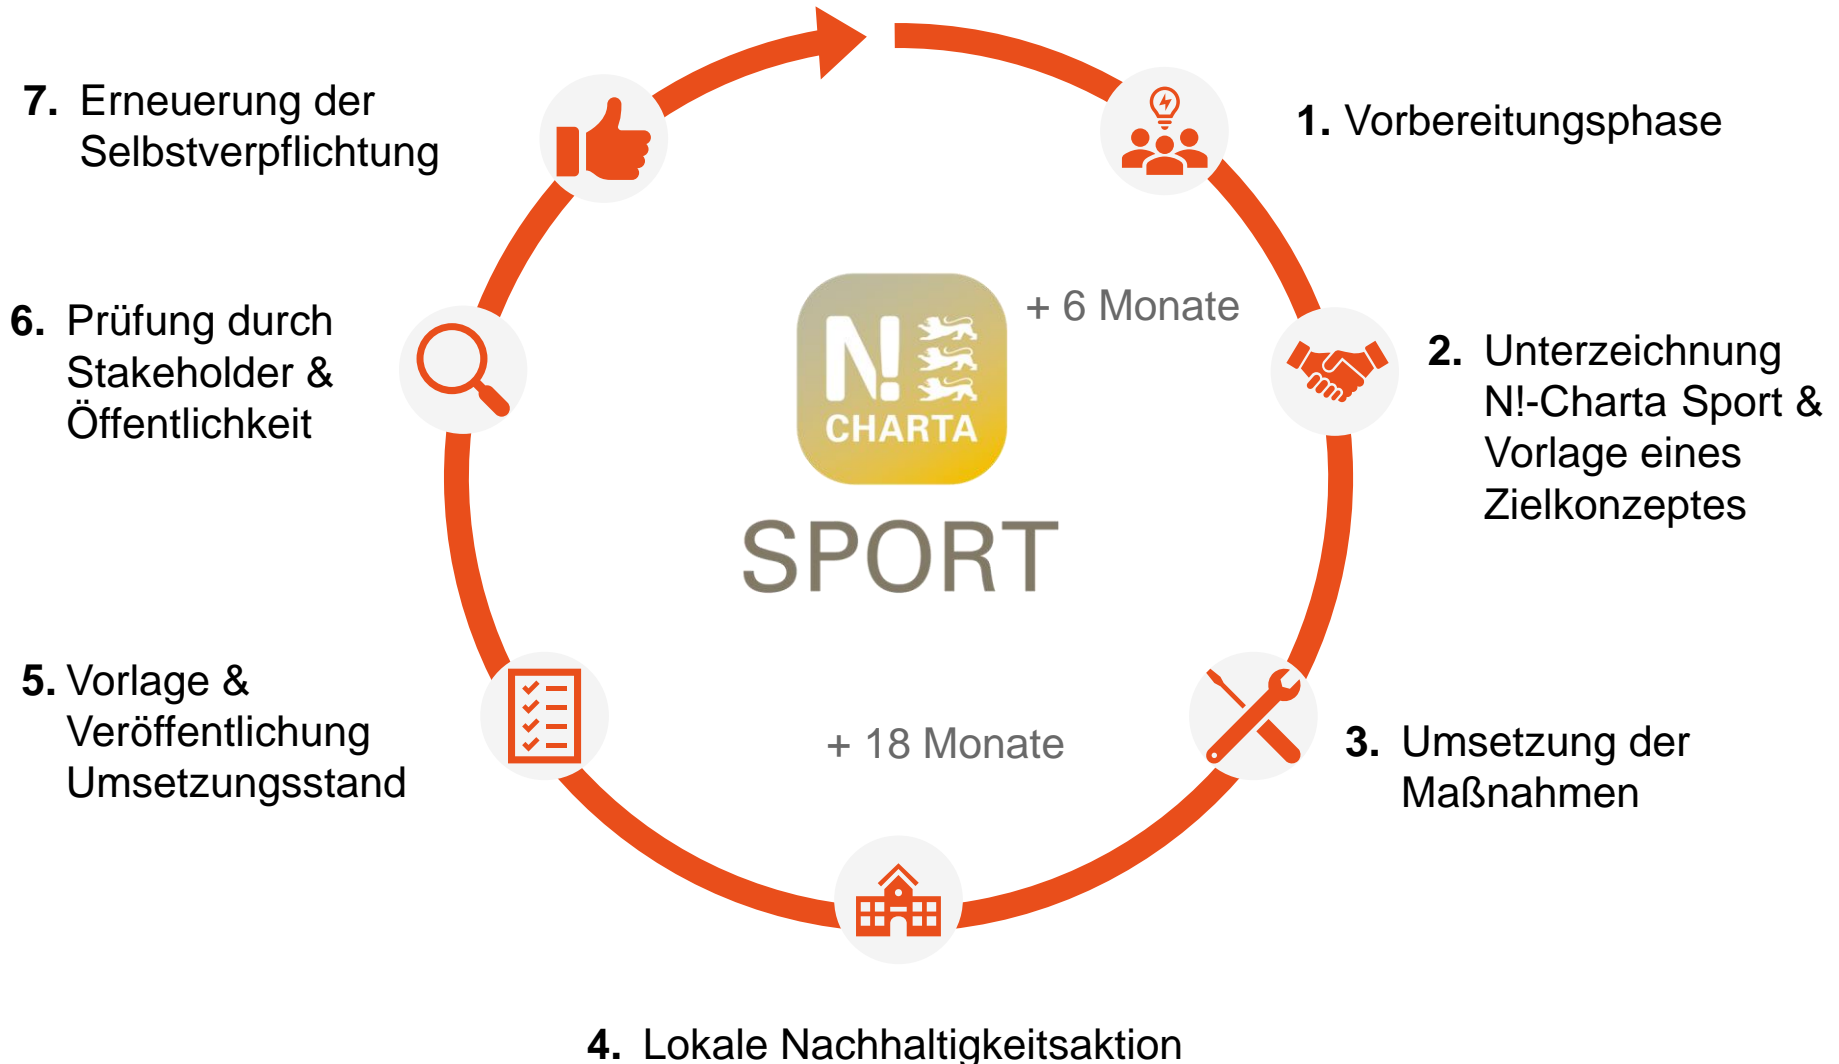 1. Vorbereitungsphase
2. Unterzeichnung
N!-Charta Sport &
Vorlage eines
Zielkonzeptes
3. Umsetzung der
Maßnahmen
4. Lokale Nachhaltigkeitsaktion
5. Vorlage &
Veröffentlichung
Umsetzungsstand
6. Prüfung durch
Stakeholder &
Öffentlichkeit
7. Erneuerung der
Selbstverpflichtung
N!
CHARTA
SPORT
+ 6 Monate
+ 18 Monate